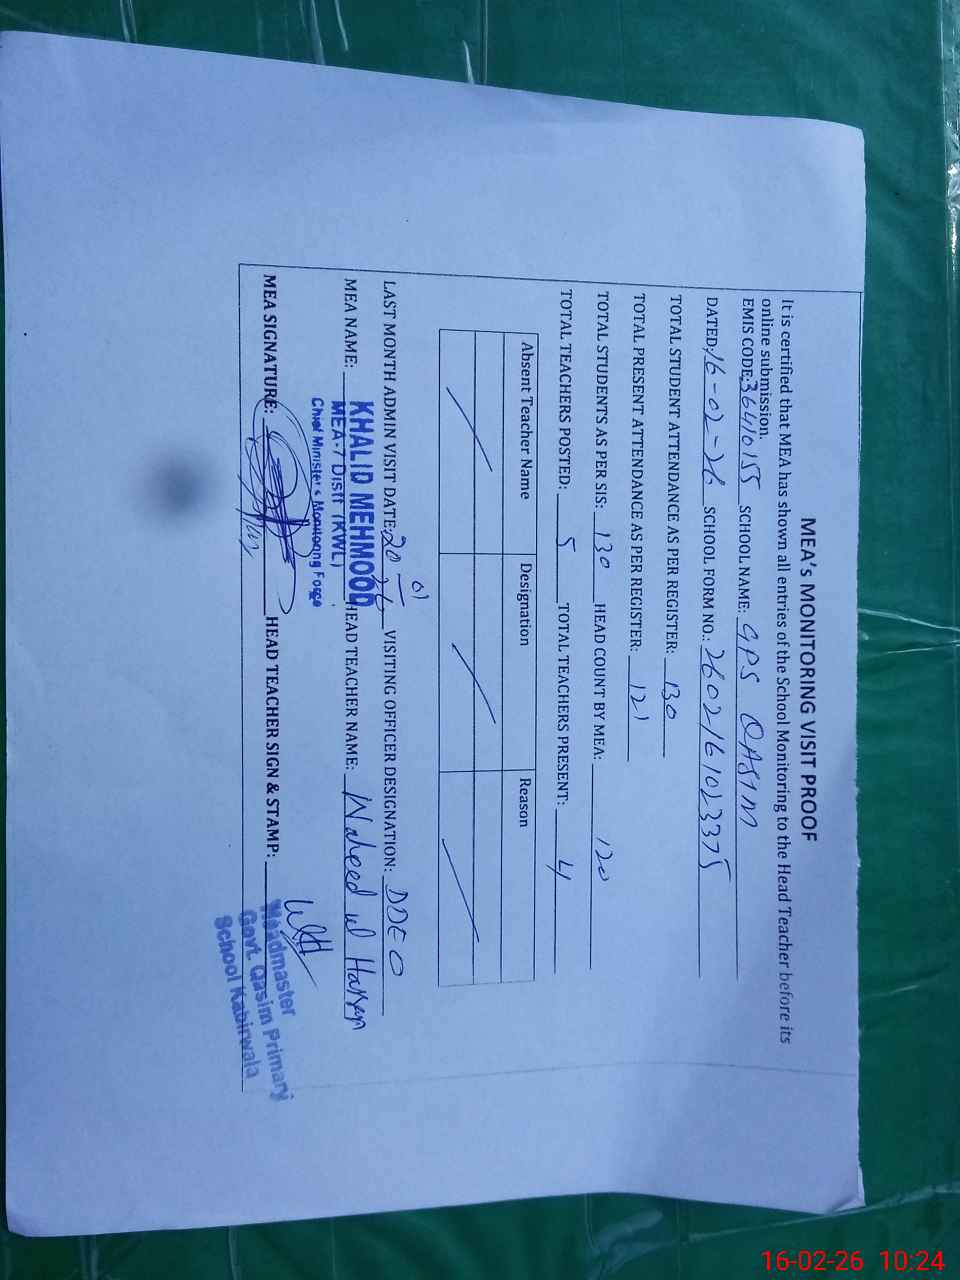 MEA's MONITORING VISIT PROOF
It is certified that MEA has shown all entries of the School Monitoring to the Head Teacher before its
online submission.
EMIS CODE: 36410155 SCHOOL NAME: GPS QASIM
DATED: 16-02-26 SCHOOL FORM NO.: 2602161023375
TOTAL STUDENT ATTENDANCE AS PER REGISTER: 130
TOTAL PRESENT ATTENDANCE AS PER REGISTER: 121
TOTAL STUDENTS AS PER SIS: 130 HEAD COUNT BY MEA: 120
TOTAL TEACHERS POSTED: 5 TOTAL TEACHERS PRESENT: 4
Absent Teacher Name Designation Reason
LAST MONTH ADMIN VISIT DATE: 20-01-26 VISITING OFFICER DESIGNATION: DDEO
MEA NAME: KHALID MEHMOOD HEAD TEACHER NAME: Waheed ul Hassan
MEA-7 Distt (KWL)
Chief Minister's Monitoring Force
MEA SIGNATURE: HEAD TEACHER SIGN & STAMP:
Headmaster
Govt. Qasim Primary
School Kabirwala
16-02-26 10:24